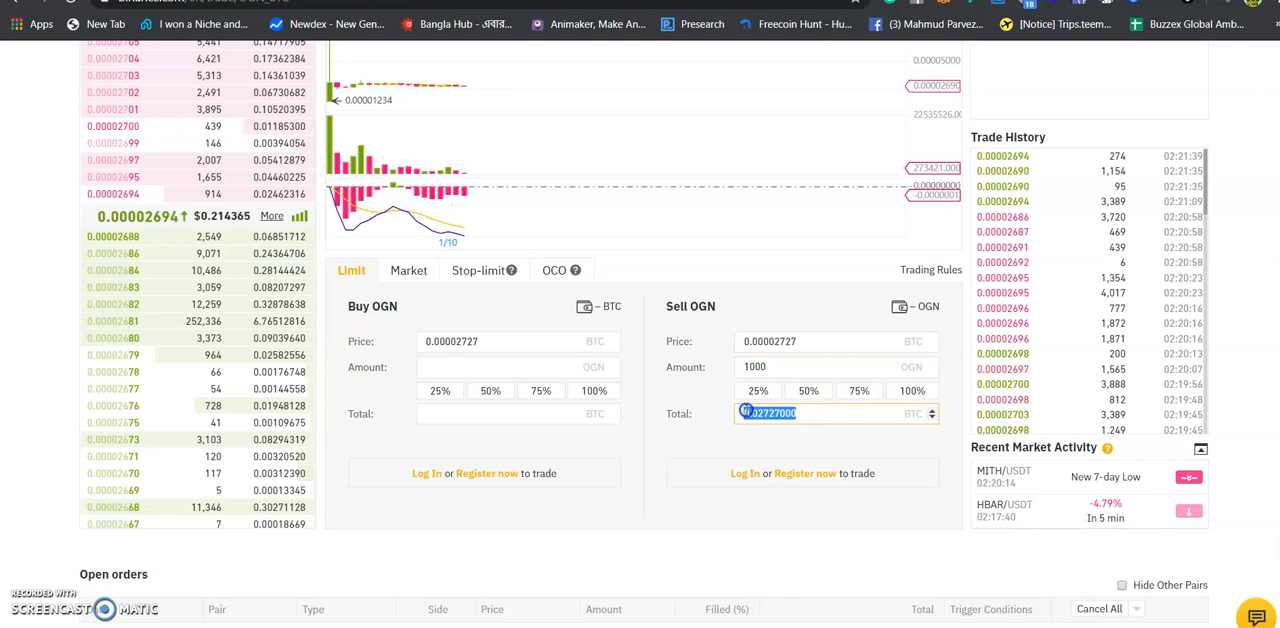 Apps
New Tab
I won a Niche and...
Newdex - New Gen...
Bangla Hub - এবার...
Animaker, Make An...
Presearch
Freecoin Hunt - Hu...
(3) Mahmud Parvez...
[Notice] Trips.teem...
Buzzex Global Amb...
18
0.00002704 6,421 0.17362384
0.00002703 5,313 0.14361039
0.00002702 2,491 0.06730682
0.00002701 3,895 0.10520395
0.00002700 439 0.01185300
0.00002699 146 0.00394054
0.00002697 2,007 0.05412879
0.00002695 1,655 0.04460225
0.00002694 914 0.02462316
0.00002694↑ $0.214365 More
0.00002688 2,549 0.06851712
0.00002686 9,071 0.24364706
0.00002684 10,486 0.28144424
0.00002683 3,059 0.08207297
0.00002682 12,259 0.32878638
0.00002681 252,336 6.76512816
0.00002680 3,373 0.09039640
0.00002679 964 0.02582556
0.00002678 66 0.00176748
0.00002677 54 0.00144558
0.00002676 728 0.01948128
0.00002675 41 0.00109675
0.00002673 3,103 0.08294319
0.00002671 120 0.00320520
0.00002670 117 0.00312390
0.00002669 5 0.00013345
0.00002668 11,346 0.30271128
0.00002667 7 0.00018669
0.00005000
0.00002690
0.00001234
22535526.0
273421.000
0.00000000
-0.0000001
1/10
Limit
Market
Stop-limit
OCO
Trading Rules
Buy OGN
– BTC
Price: 0.00002727 BTC
Amount: OGN
25% 50% 75% 100%
Total: BTC
Log In or Register now to trade
Sell OGN
– OGN
Price: 0.00002727 BTC
Amount: 1000 OGN
25% 50% 75% 100%
Total: 02727000 BTC
Log In or Register now to trade
Trade HIstory
0.00002694 274 02:21:39
0.00002690 1,154 02:21:35
0.00002690 95 02:21:35
0.00002694 3,389 02:21:09
0.00002686 3,720 02:20:58
0.00002687 469 02:20:58
0.00002691 439 02:20:58
0.00002692 6 02:20:58
0.00002695 1,354 02:20:23
0.00002695 4,017 02:20:23
0.00002696 777 02:20:16
0.00002696 1,872 02:20:16
0.00002696 1,871 02:20:16
0.00002698 200 02:20:13
0.00002697 1,565 02:20:07
0.00002700 3,888 02:19:56
0.00002698 812 02:19:48
0.00002703 3,389 02:19:45
0.00002698 1,249 02:19:45
Recent Market Activity
MITH/USDT
02:20:14
New 7-day Low
HBAR/USDT
02:17:40
-4.79%
In 5 min
Open orders
Hide Other Pairs
Pair
Type
Side
Price
Amount
Filled (%)
Total
Trigger Conditions
Cancel All
RECORDED WITH
SCREENCAST MATIC